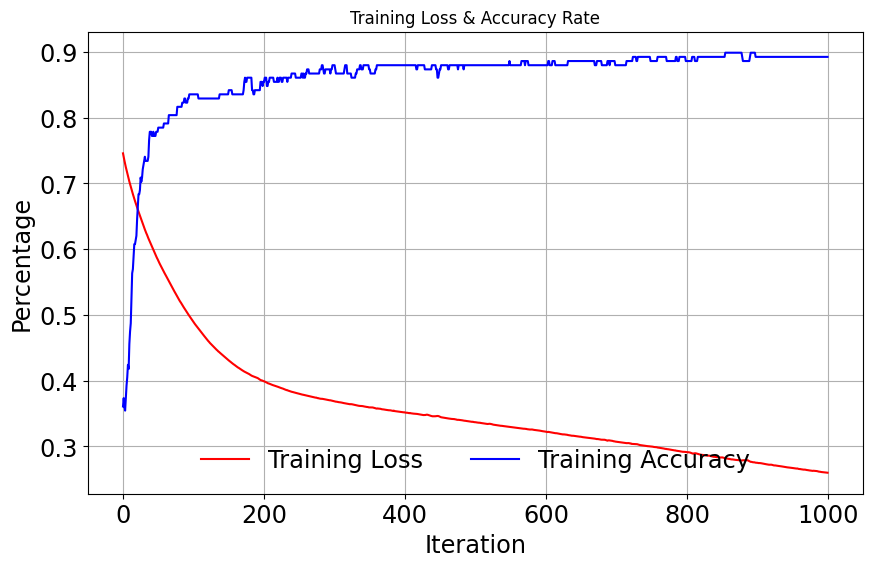 Training Loss & Accuracy Rate
0.9
0.8
0.7
0.6
0.5
0.4
0.3
Percentage
Training Loss Training Accuracy
0 200 400 600 800 1000
Iteration